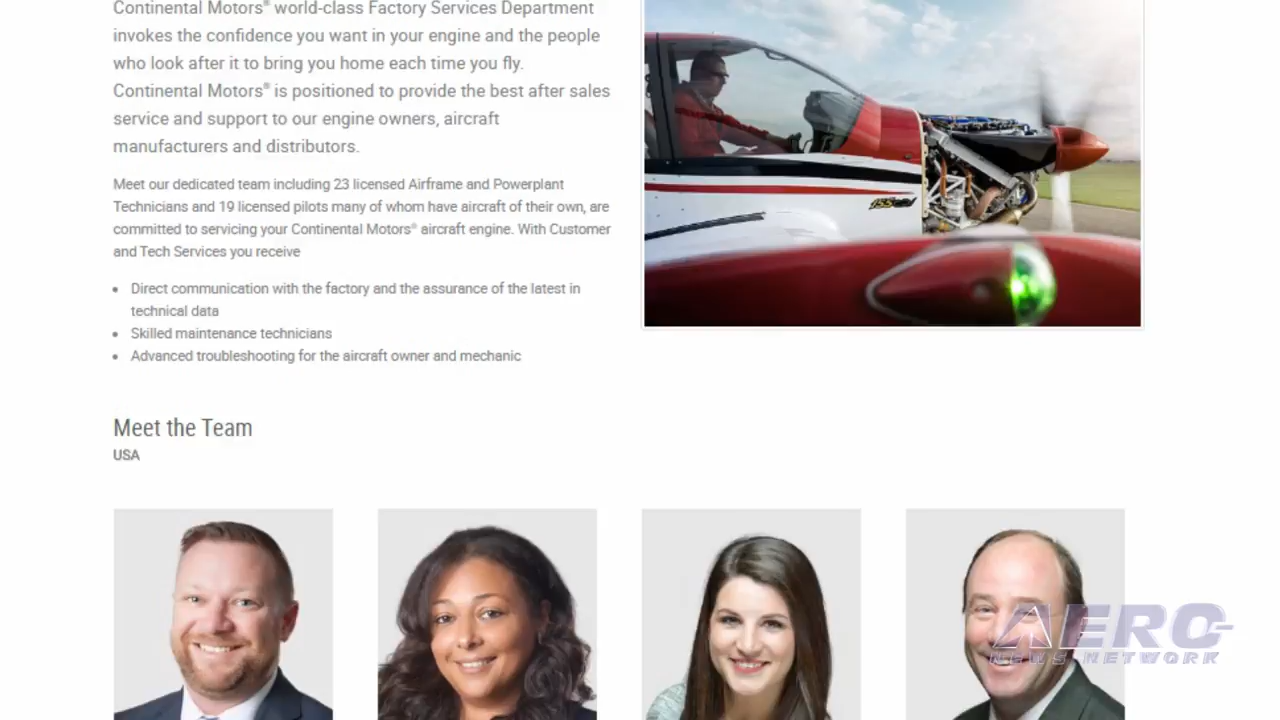 Continental Motors® world-class Factory Services Department
invokes the confidence you want in your engine and the people
who look after it to bring you home each time you fly.
Continental Motors® is positioned to provide the best after sales
service and support to our engine owners, aircraft
manufacturers and distributors.
Meet our dedicated team including 23 licensed Airframe and Powerplant
Technicians and 19 licensed pilots many of whom have aircraft of their own, are
committed to servicing your Continental Motors® aircraft engine. With Customer
and Tech Services you receive
• Direct communication with the factory and the assurance of the latest in
technical data
• Skilled maintenance technicians
• Advanced troubleshooting for the aircraft owner and mechanic
Meet the Team
USA
AERO
NEWS NETWORK